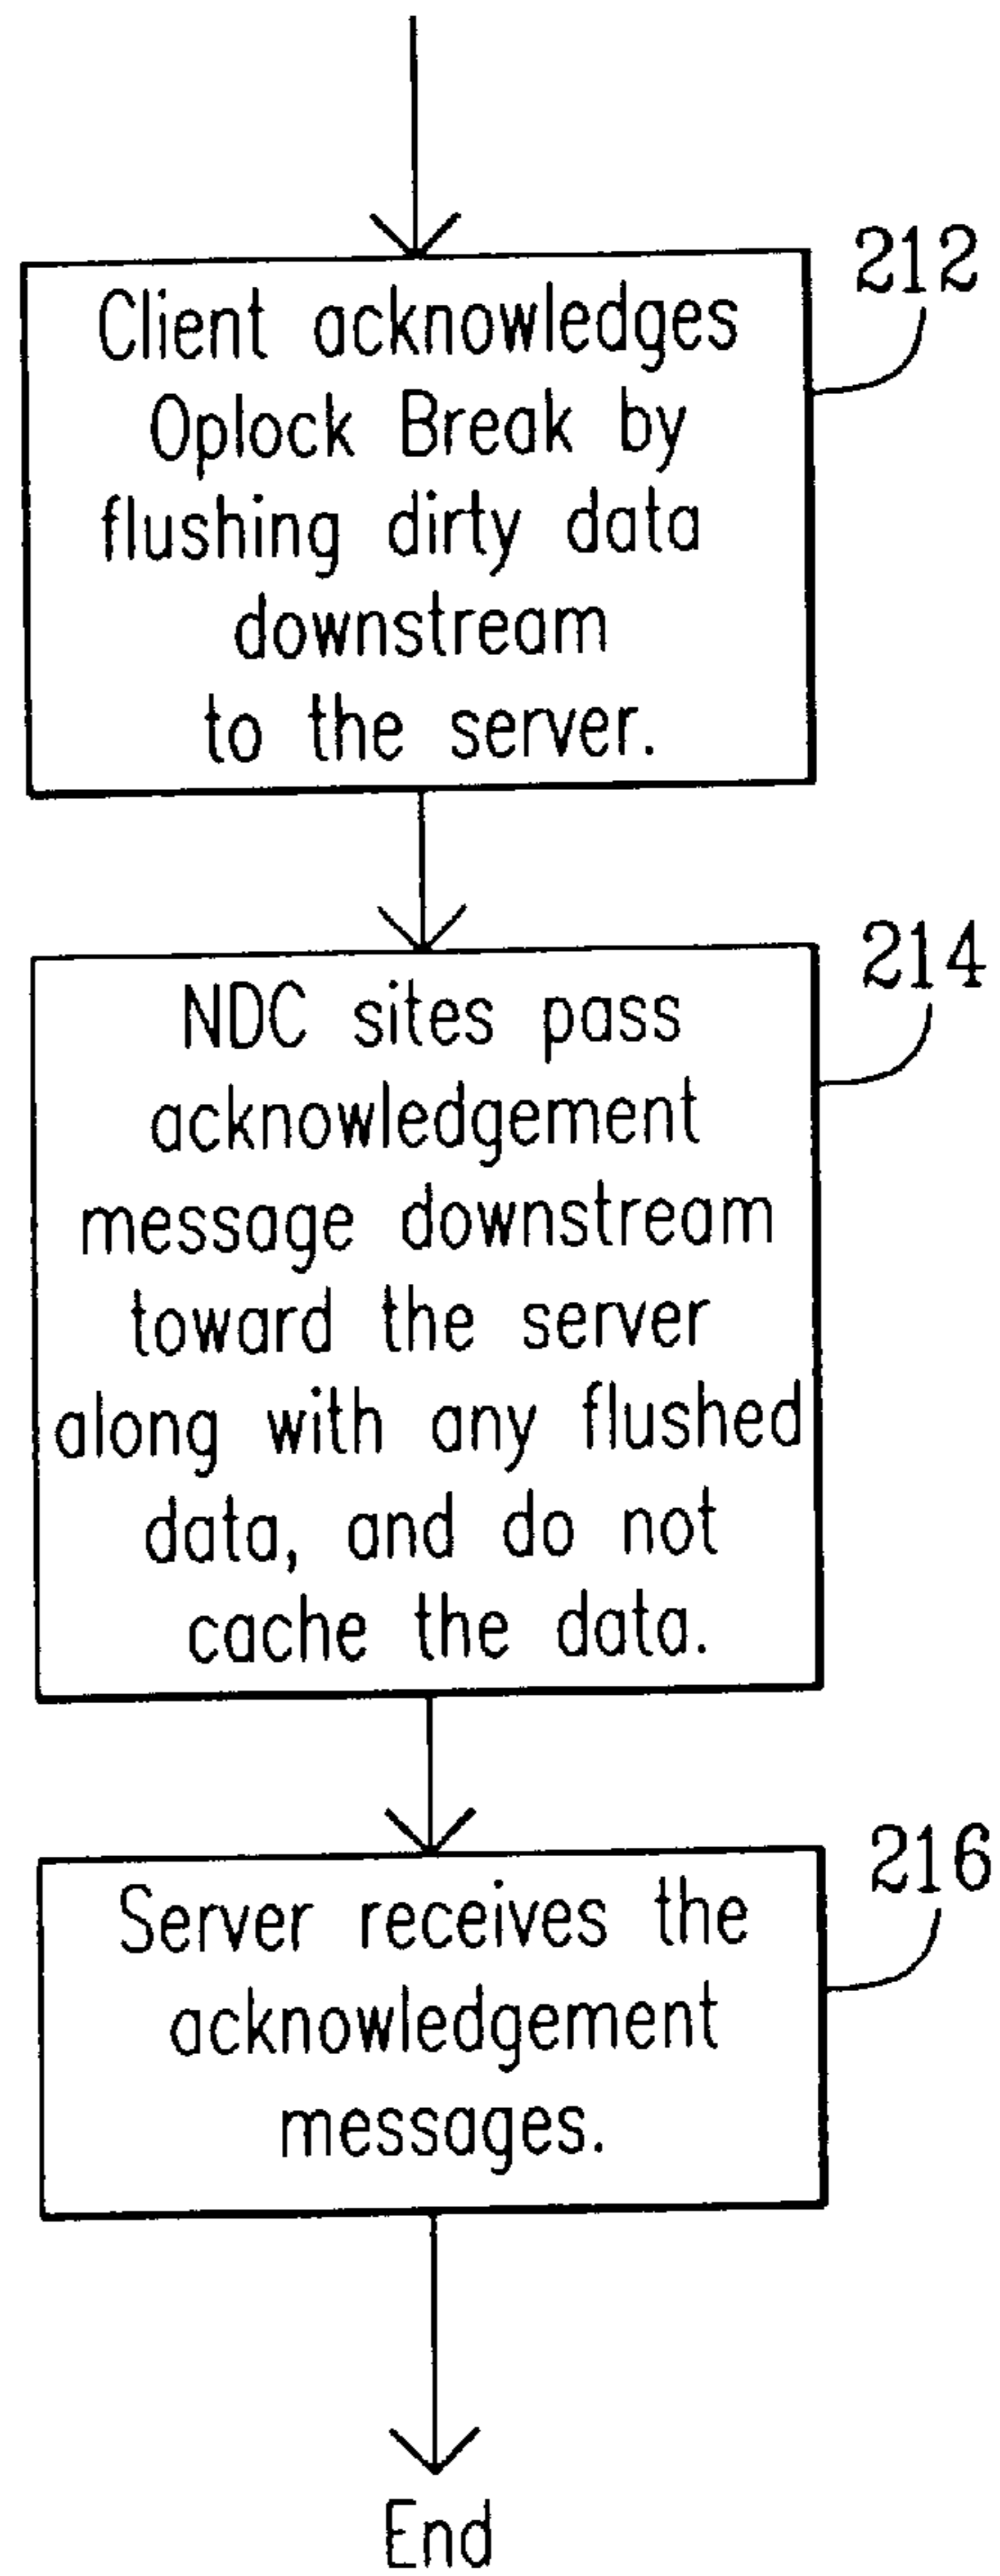 212
Client acknowledges
Oplock Break by
flushing dirty data
downstream
to the server.
214
NDC sites pass
acknowledgement
message downstream
toward the server
along with any flushed
data, and do not
cache the data.
216
Server receives the
acknowledgement
messages.
End